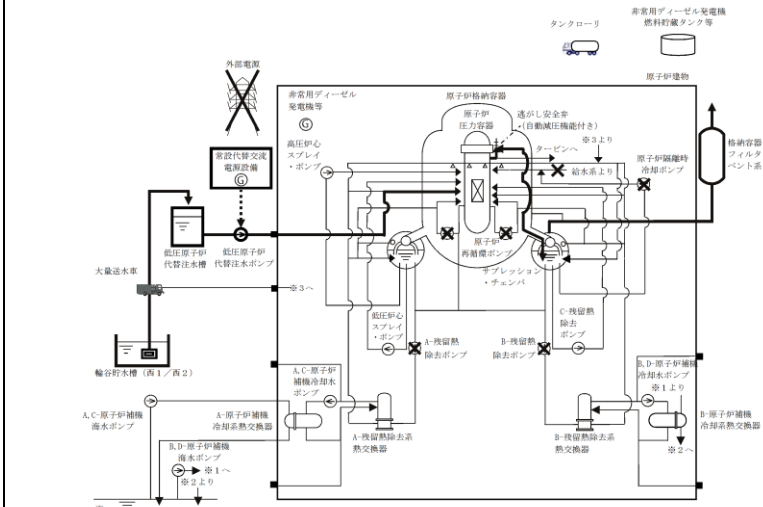 非常用ディーゼル発電機
燃料貯蔵タンク等
タンクローリ
外部電源
原子炉建物
非常用ディーゼル
発電機等
G
原子炉格納容器
原子炉
圧力容器
逃がし安全弁
(自動減圧機能付き)
※3より
タービンへ
給水系より
高圧炉心
スプレイ
・ポンプ
原子炉隔離時
冷却ポンプ
格納容器
フィルタ
ベント系
常設代替交流
電源設備
G
低圧原子炉
代替注水槽
低圧原子炉
代替注水ポンプ
原子炉
再循環ポンプ
サプレッション
・チェンバ
大量送水車
※3へ
低圧炉心
スプレイ
・ポンプ
A-残留熱
除去ポンプ
B-残留熱
除去ポンプ
C-残留熱
除去
ポンプ
輪谷貯水槽(西1/西2)
A,C-原子炉
補機冷却水
ポンプ
B,D-原子炉補機
冷却水ポンプ
※1より
A,C-原子炉補機
海水ポンプ
A-原子炉補機
冷却系熱交換器
B-原子炉補機
冷却系熱交換器
A-残留熱除去系
熱交換器
B-残留熱除去系
熱交換器
※2へ
B,D-原子炉補機
海水ポンプ
※1へ
※2より